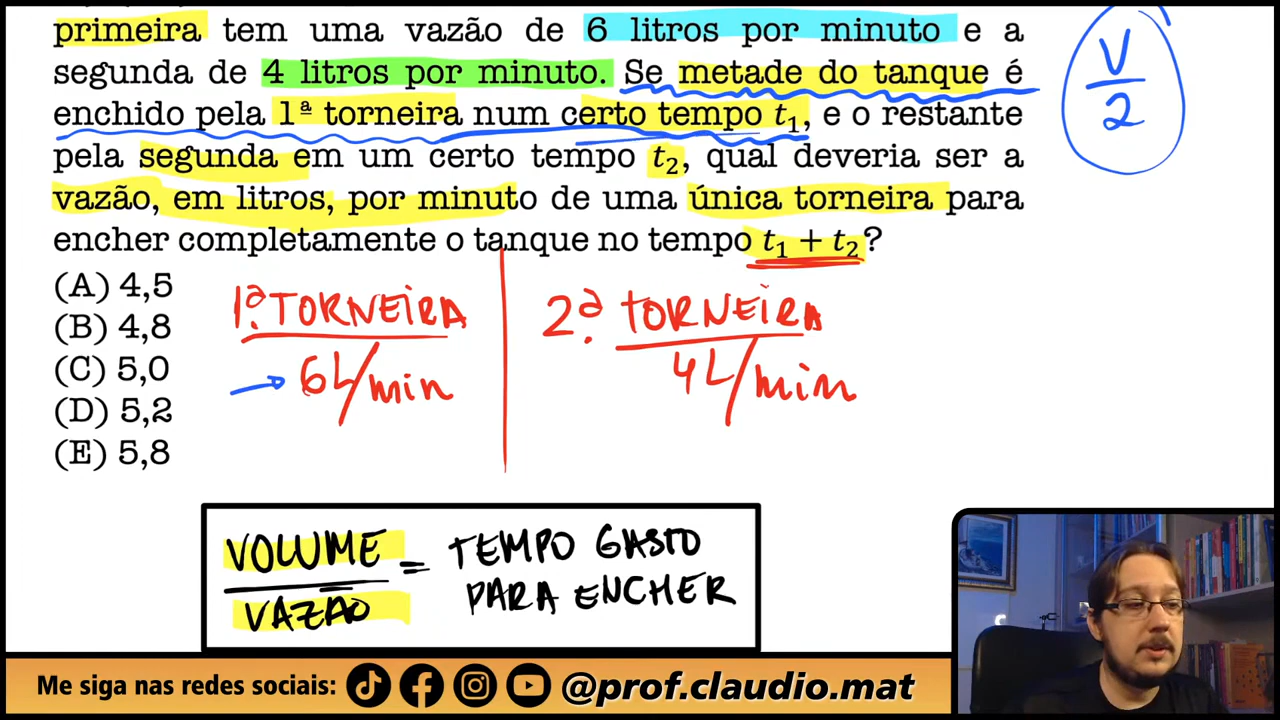 primeira tem uma vazão de 6 litros por minuto e a
segunda de 4 litros por minuto. Se metade do tanque é
enchido pela 1ª torneira num certo tempo t₁, e o restante
pela segunda em um certo tempo t₂, qual deveria ser a
vazão, em litros, por minuto de uma única torneira para
encher completamente o tanque no tempo t₁ + t₂?
V
2
(A) 4,5
(B) 4,8
(C) 5,0
(D) 5,2
(E) 5,8
1ª TORNEIRA
6L/min
2ª TORNEIRA
4L/min
VOLUME
VAZÃO
= TEMPO GASTO
PARA ENCHER
Me siga nas redes sociais: @prof.claudio.mat